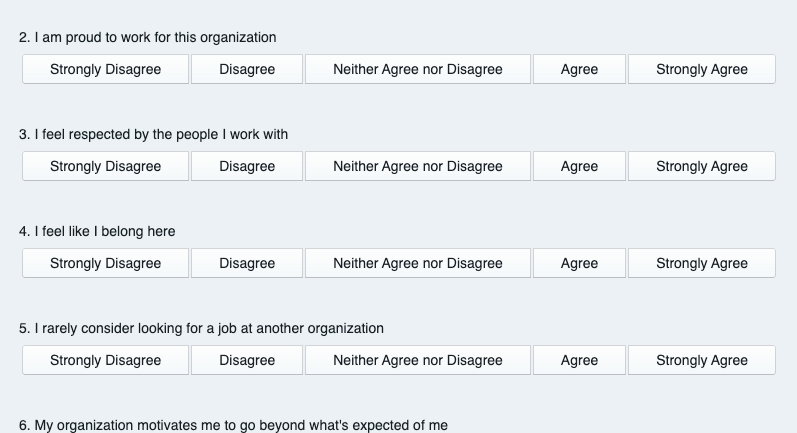 2. I am proud to work for this organization
Strongly Disagree Disagree Neither Agree nor Disagree Agree Strongly Agree
3. I feel respected by the people I work with
Strongly Disagree Disagree Neither Agree nor Disagree Agree Strongly Agree
4. I feel like I belong here
Strongly Disagree Disagree Neither Agree nor Disagree Agree Strongly Agree
5. I rarely consider looking for a job at another organization
Strongly Disagree Disagree Neither Agree nor Disagree Agree Strongly Agree
6. My organization motivates me to go beyond what's expected of me